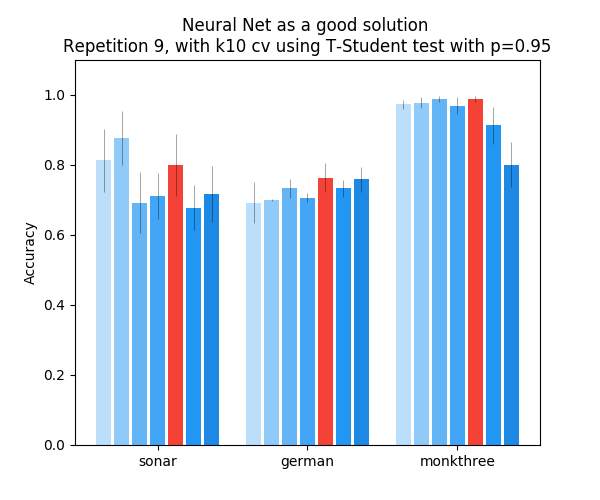 Neural Net as a good solution
Repetition 9, with k10 cv using T-Student test with p=0.95
1.0
0.8
0.6
0.4
0.2
0.0
Accuracy
sonar
german
monkthree